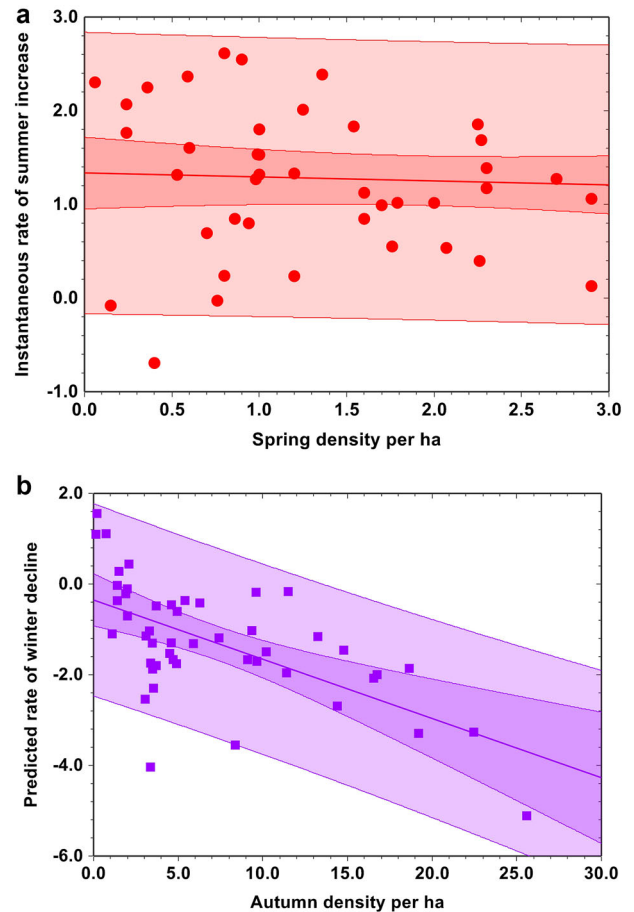 a
3.0
2.0
1.0
0.0
-1.0
Instantaneous rate of summer increase
0.0 0.5 1.0 1.5 2.0 2.5 3.0
Spring density per ha
b
2.0
0.0
-2.0
-4.0
-6.0
Predicted rate of winter decline
0.0 5.0 10.0 15.0 20.0 25.0 30.0
Autumn density per ha